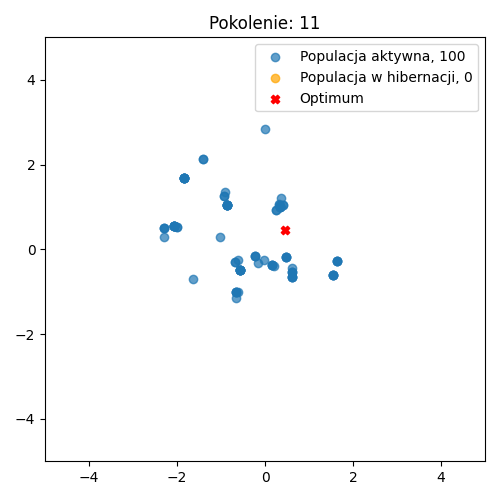 Pokolenie: 11
Populacja aktywna, 100
Populacja w hibernacji, 0
Optimum
4
2
0
−2
−4
−4 −2 0 2 4